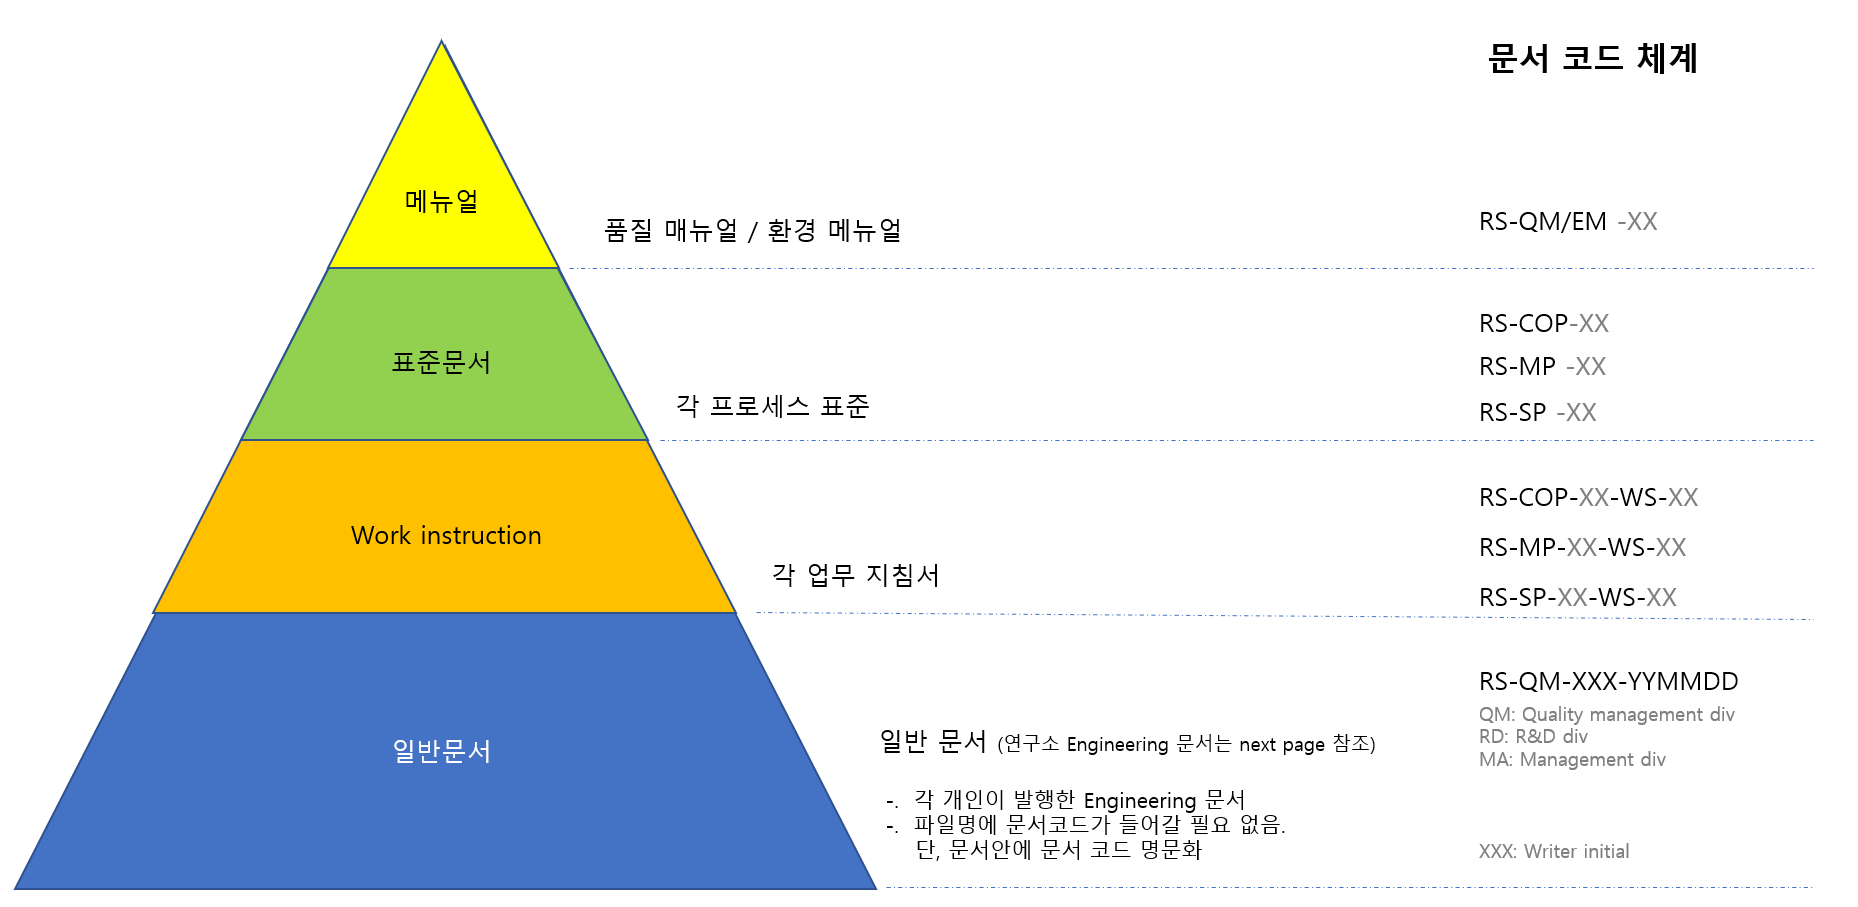 문서 코드 체계
메뉴얼
품질 매뉴얼 / 환경 메뉴얼
RS-QM/EM -XX
표준문서
각 프로세스 표준
RS-COP-XX
RS-MP -XX
RS-SP -XX
Work instruction
각 업무 지침서
RS-COP-XX-WS-XX
RS-MP-XX-WS-XX
RS-SP-XX-WS-XX
일반문서
일반 문서 (연구소 Engineering 문서는 next page 참조)
-. 각 개인이 발행한 Engineering 문서
-. 파일명에 문서코드가 들어갈 필요 없음.
단, 문서안에 문서 코드 명문화
RS-QM-XXX-YYMMDD
QM: Quality management div
RD: R&D div
MA: Management div
XXX: Writer initial